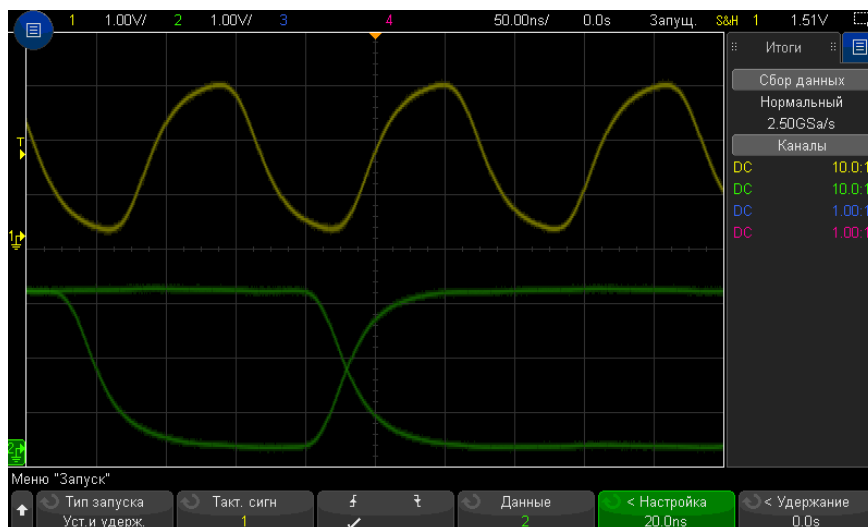 1 1.00V/ 2 1.00V/ 3 4 50.00ns/ 0.0s Запущ. S&H 1 1.51V
Итоги
Сбор данных
Нормальный
2.50GSa/s
Каналы
DC 10.0:1
DC 10.0:1
DC 1.00:1
DC 1.00:1
T
1
2
Меню "Запуск"
Тип запуска Такт. сигн Данные < Настройка < Удержание
Уст.и удерж. 1 2 20.0ns 0.0s